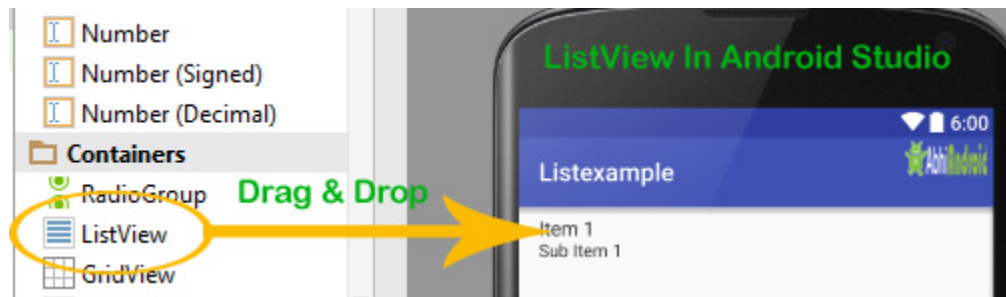 Number
Number (Signed)
Number (Decimal)
Containers
RadioGroup
ListView
GridView
Drag & Drop
ListView In Android Studio
6:00
AbhiAndroid
Listexample
Item 1
Sub Item 1